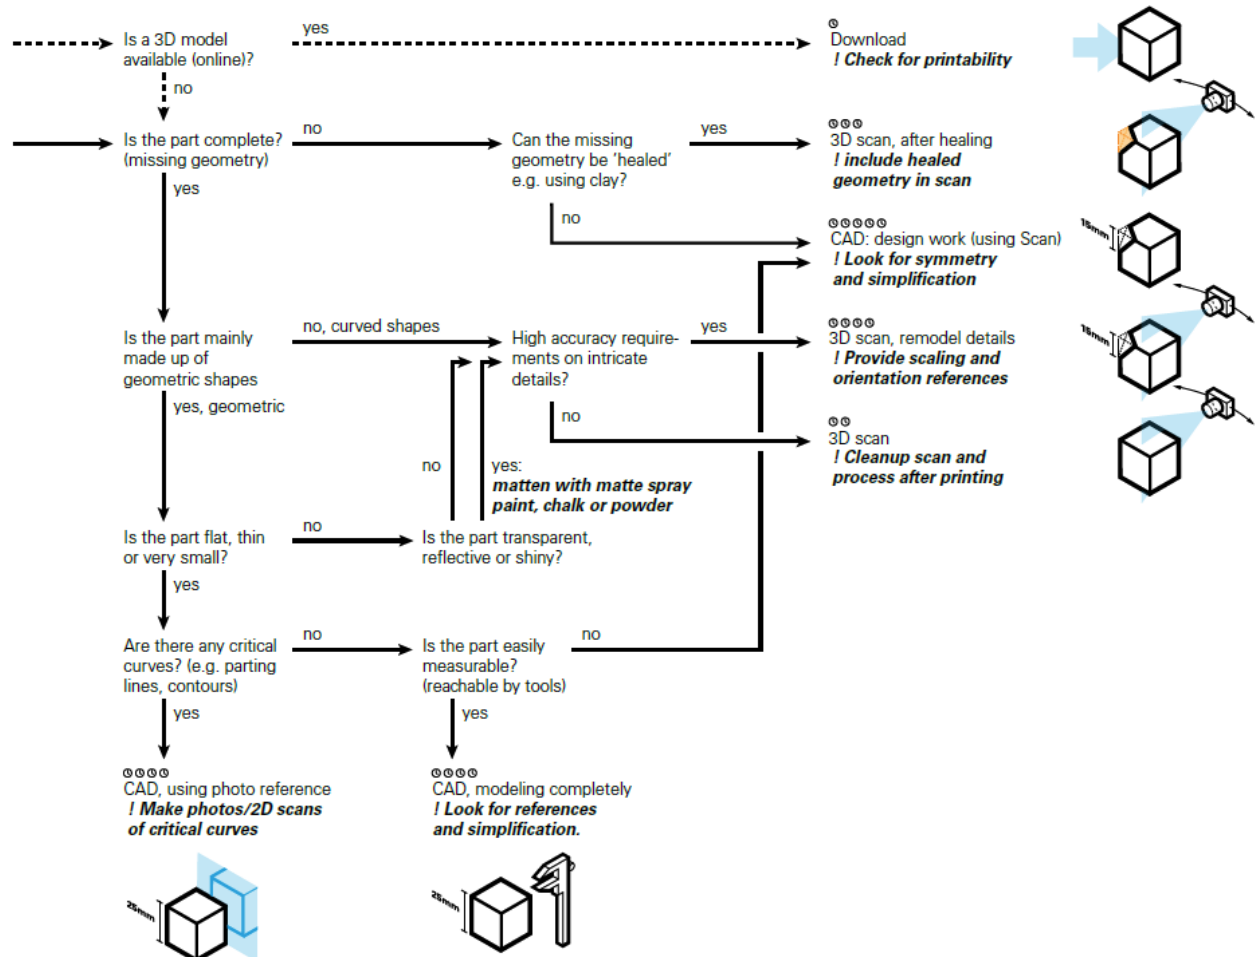 Is a 3D model
available (online)?
yes
Download
! Check for printability
no
Is the part complete?
(missing geometry)
no
Can the missing
geometry be 'healed'
e.g. using clay?
yes
3D scan, after healing
! include healed
geometry in scan
yes
no
CAD: design work (using Scan)
! Look for symmetry
and simplification
15mm
Is the part mainly
made up of
geometric shapes
no, curved shapes
High accuracy require-
ments on intricate
details?
yes
3D scan, remodel details
! Provide scaling and
orientation references
15mm
yes, geometric
no
3D scan
! Cleanup scan and
process after printing
no
yes:
matten with matte spray
paint, chalk or powder
Is the part flat, thin
or very small?
no
Is the part transparent,
reflective or shiny?
yes
Are there any critical
curves? (e.g. parting
lines, contours)
no
Is the part easily
measurable?
(reachable by tools)
no
yes
yes
CAD, using photo reference
! Make photos/2D scans
of critical curves
CAD, modeling completely
! Look for references
and simplification.
25mm
25mm